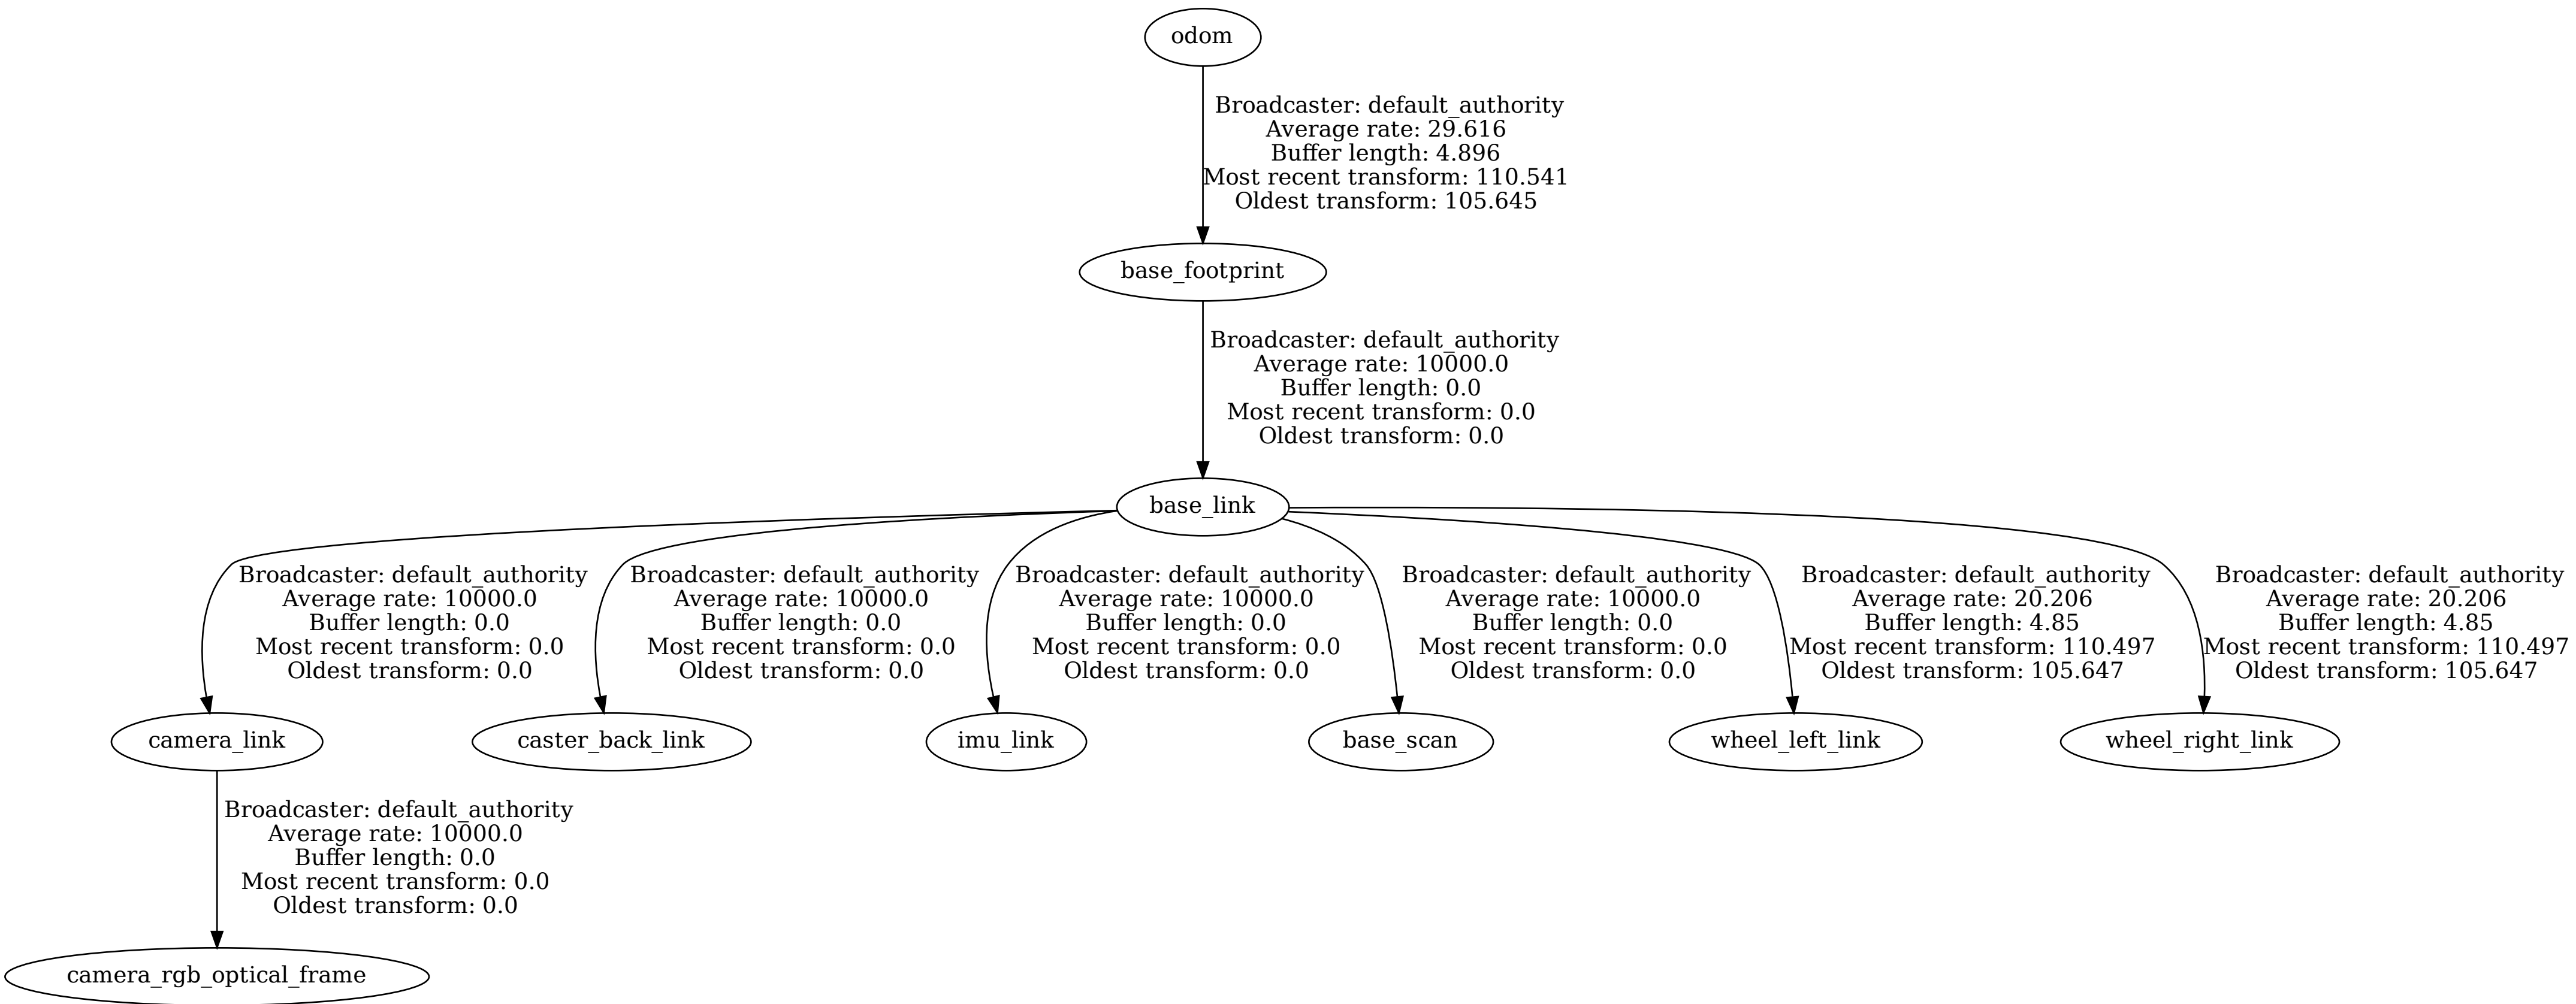 odom
Broadcaster: default_authority
Average rate: 29.616
Buffer length: 4.896
Most recent transform: 110.541
Oldest transform: 105.645
base_footprint
Broadcaster: default_authority
Average rate: 10000.0
Buffer length: 0.0
Most recent transform: 0.0
Oldest transform: 0.0
base_link
Broadcaster: default_authority
Average rate: 10000.0
Buffer length: 0.0
Most recent transform: 0.0
Oldest transform: 0.0
Broadcaster: default_authority
Average rate: 10000.0
Buffer length: 0.0
Most recent transform: 0.0
Oldest transform: 0.0
Broadcaster: default_authority
Average rate: 10000.0
Buffer length: 0.0
Most recent transform: 0.0
Oldest transform: 0.0
Broadcaster: default_authority
Average rate: 10000.0
Buffer length: 0.0
Most recent transform: 0.0
Oldest transform: 0.0
Broadcaster: default_authority
Average rate: 20.206
Buffer length: 4.85
Most recent transform: 110.497
Oldest transform: 105.647
Broadcaster: default_authority
Average rate: 20.206
Buffer length: 4.85
Most recent transform: 110.497
Oldest transform: 105.647
camera_link
caster_back_link
imu_link
base_scan
wheel_left_link
wheel_right_link
Broadcaster: default_authority
Average rate: 10000.0
Buffer length: 0.0
Most recent transform: 0.0
Oldest transform: 0.0
camera_rgb_optical_frame